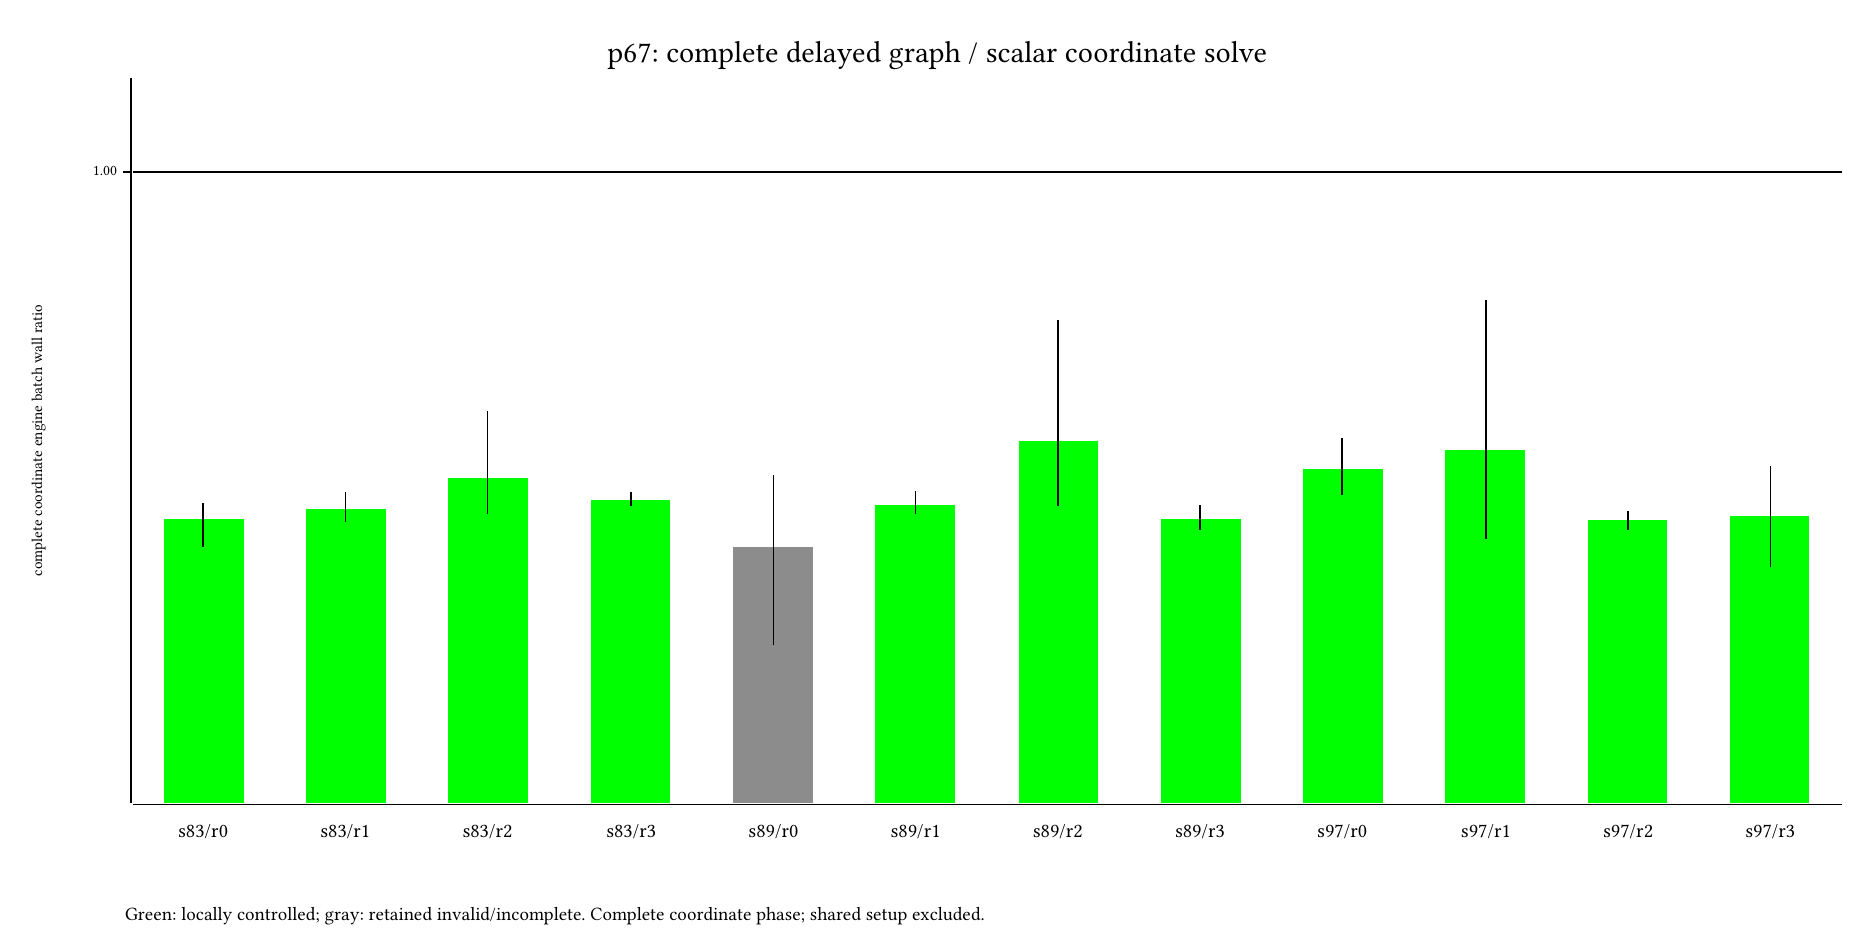 p67: complete delayed graph / scalar coordinate solve
1.00
complete coordinate engine batch wall ratio
s83/r0
s83/r1
s83/r2
s83/r3
s89/r0
s89/r1
s89/r2
s89/r3
s97/r0
s97/r1
s97/r2
s97/r3
Green: locally controlled; gray: retained invalid/incomplete. Complete coordinate phase; shared setup excluded.